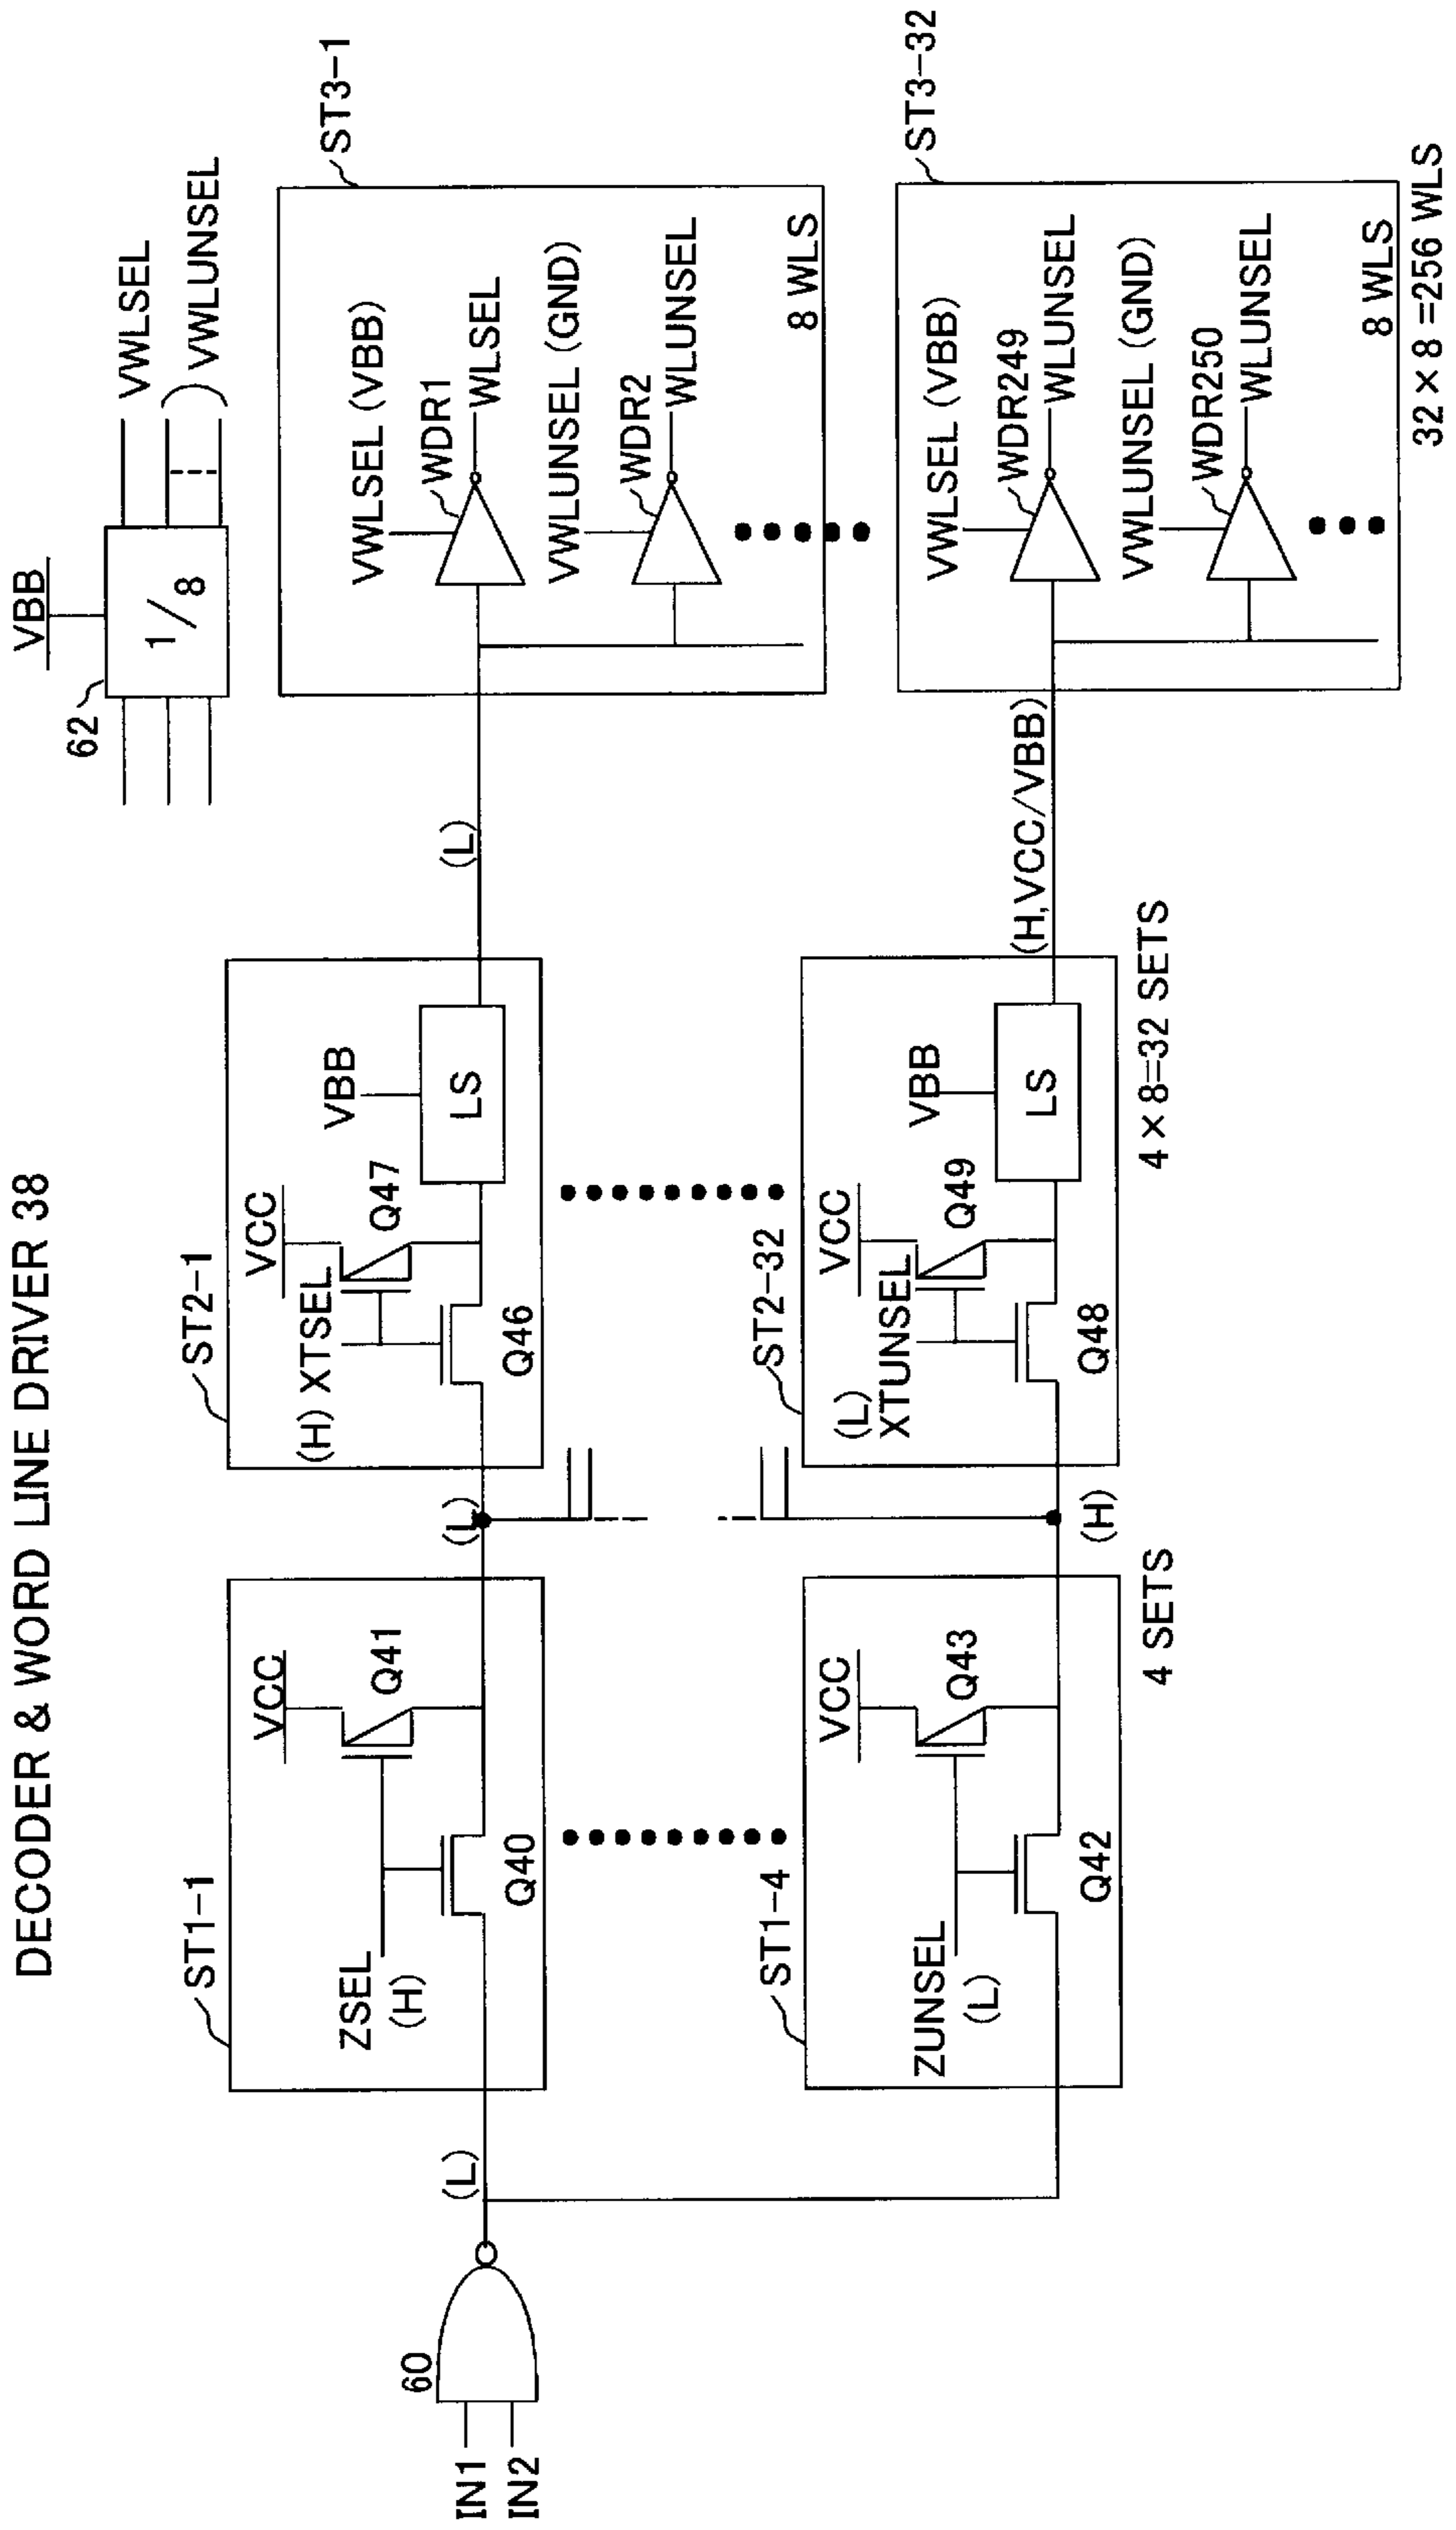 DECODER & WORD LINE DRIVER 38
VBB
62
1/8
VWLSEL
VWLUNSEL
ST1-1
VCC
Q41
ZSEL
(H)
Q40
ST2-1
VCC
(H) XTSEL
Q47
VBB
LS
Q46
ST3-1
VWLSEL (VBB)
WDR1
WLSEL
VWLUNSEL (GND)
WDR2
WLUNSEL
8 WLS
60
IN1
IN2
(L)
(L)
(L)
ST1-4
VCC
Q43
ZUNSEL
(L)
Q42
4 SETS
(H)
ST2-32
VCC
(L)
XTUNSEL
Q49
VBB
LS
Q48
4×8=32 SETS
(H,VCC/VBB)
ST3-32
VWLSEL (VBB)
WDR249
WLUNSEL
VWLUNSEL (GND)
WDR250
WLUNSEL
8 WLS
32×8=256 WLS